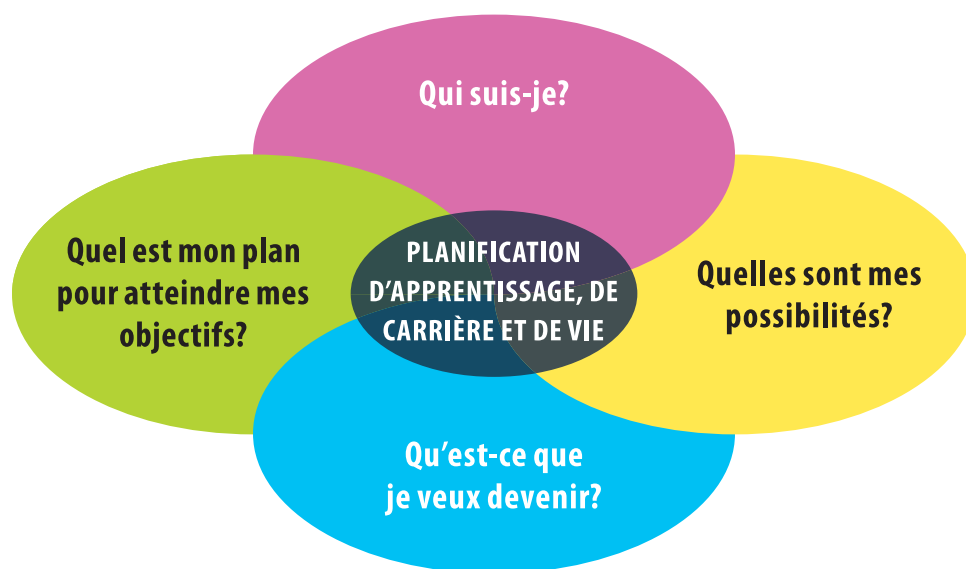 Qui suis-je?
Quel est mon plan
pour atteindre mes
objectifs?
PLANIFICATION
D'APPRENTISSAGE, DE
CARRIÈRE ET DE VIE
Quelles sont mes
possibilités?
Qu’est-ce que
je veux devenir?